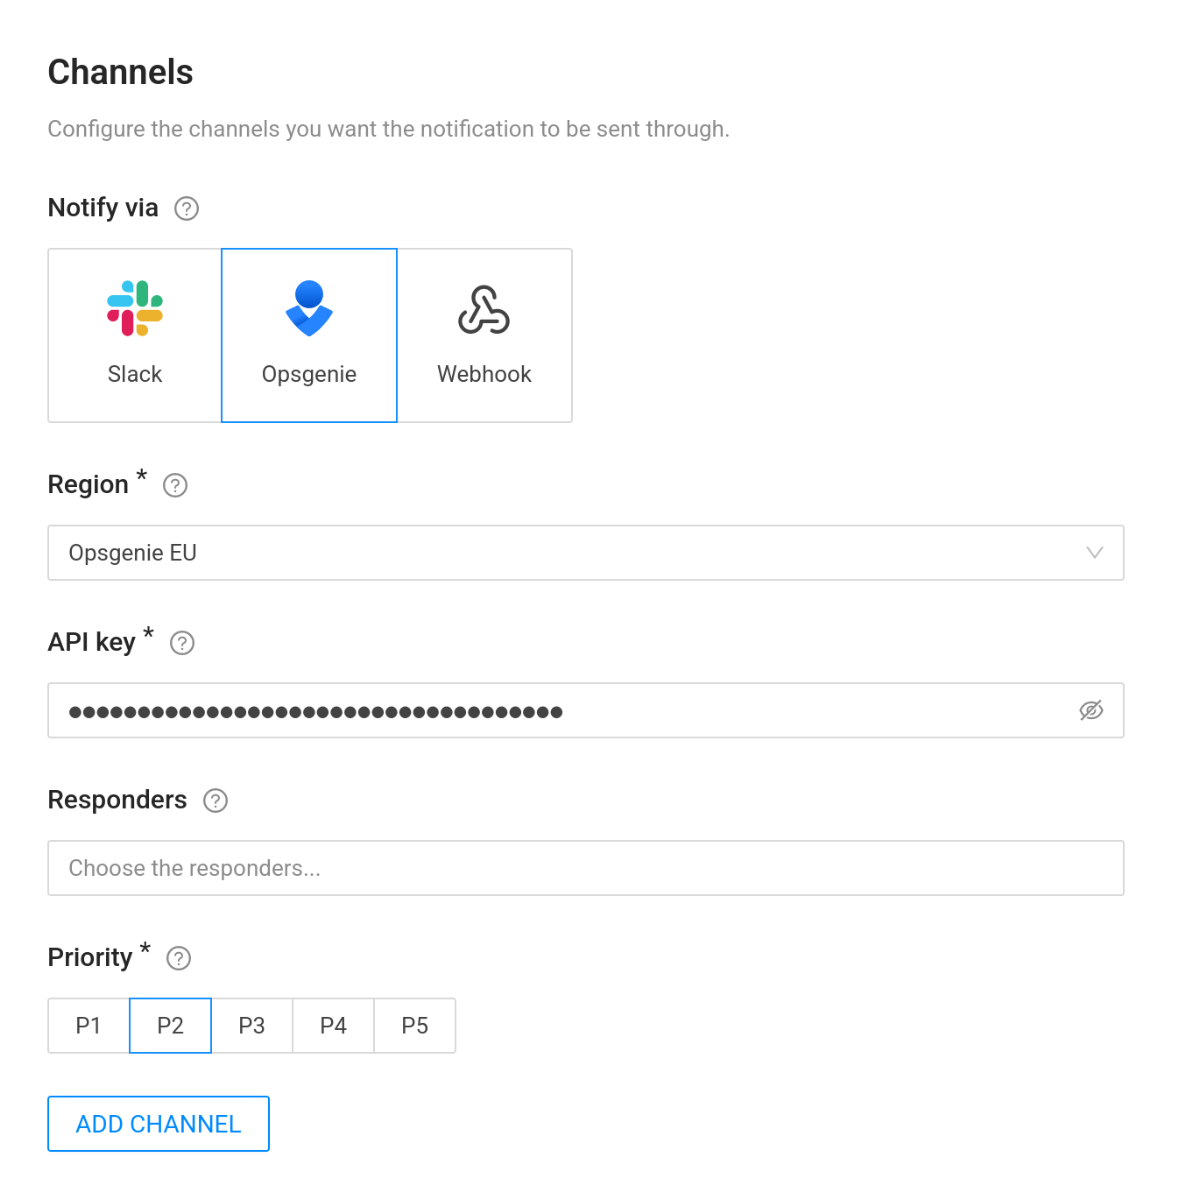 Channels
Configure the channels you want the notification to be sent through.
Notify via ?
Slack Opsgenie Webhook
Region * ?
Opsgenie EU
API key * ?
●●●●●●●●●●●●●●●●●●●●●●●●●●●●●●●●●●●●
Responders ?
Choose the responders...
Priority * ?
P1 P2 P3 P4 P5
ADD CHANNEL